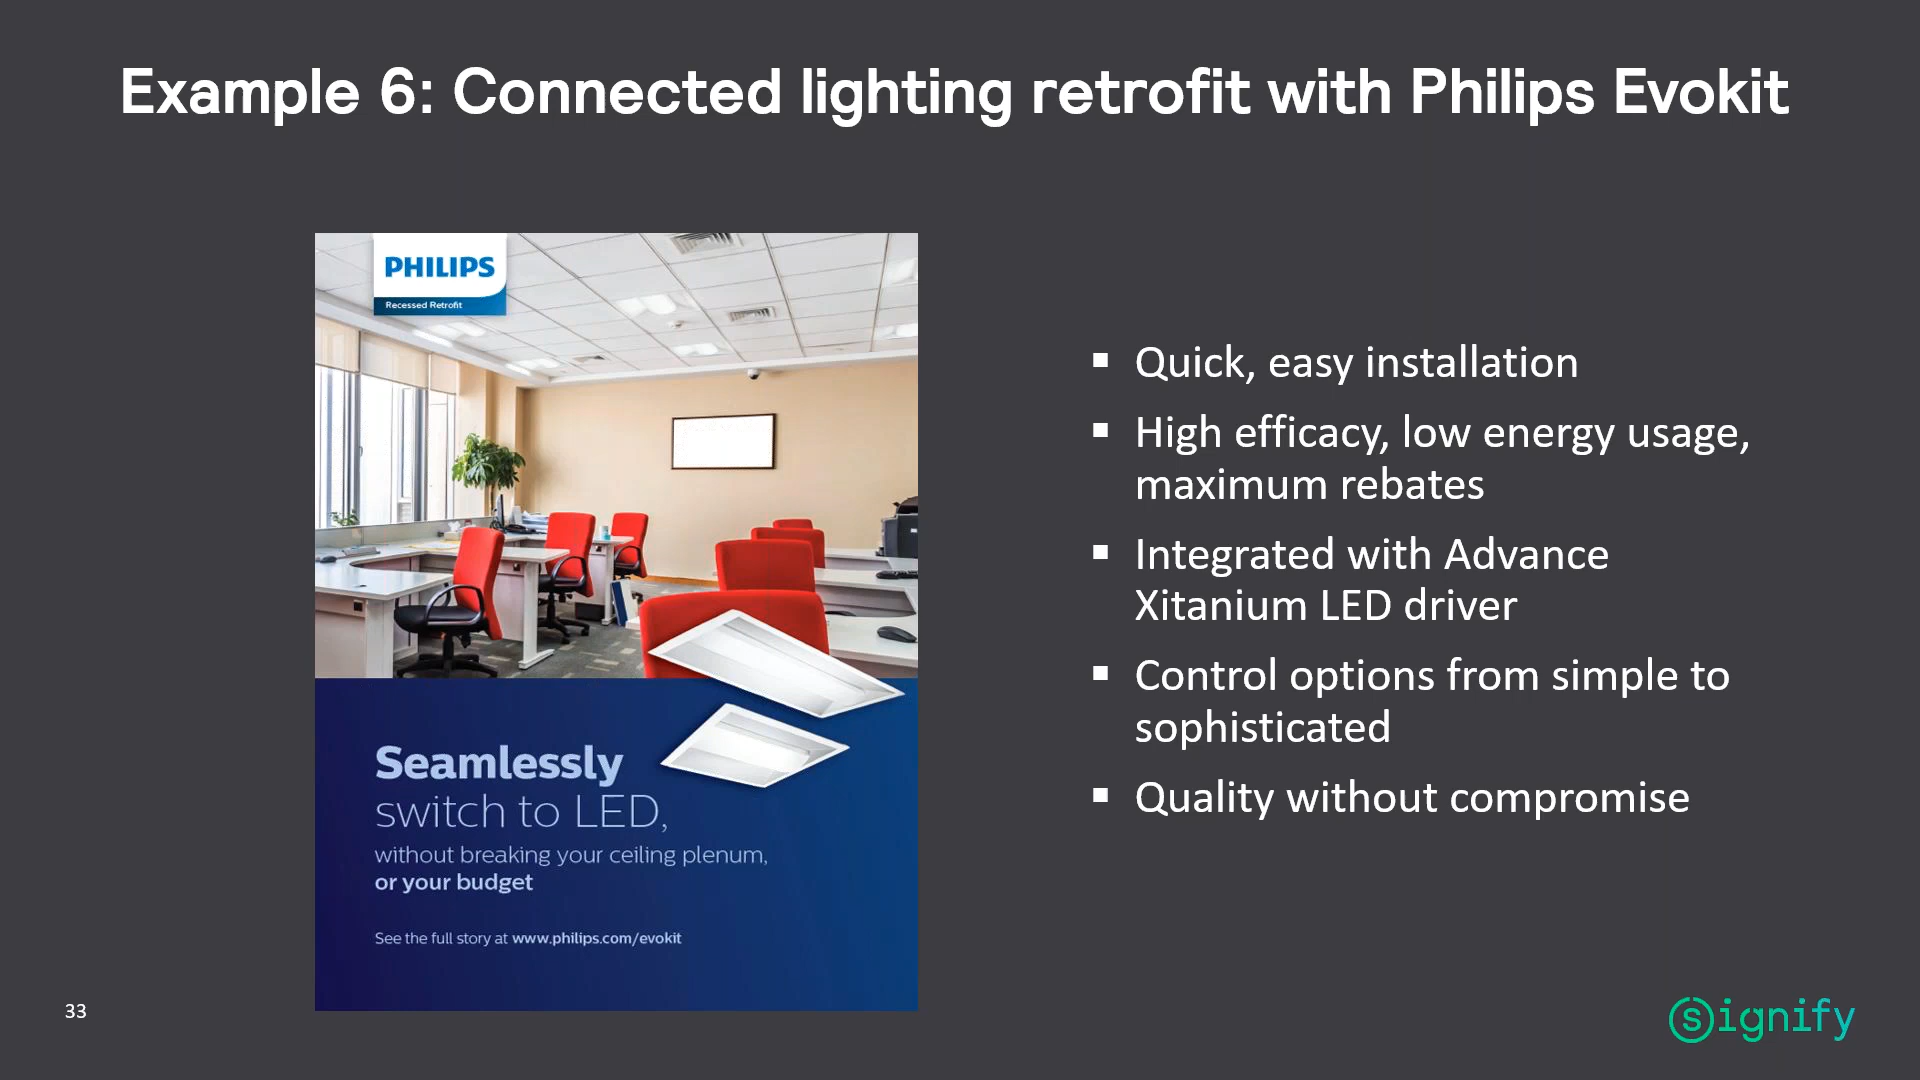 Example 6: Connected lighting retrofit with Philips Evokit
PHILIPS
Recessed Retrofit
Seamlessly
switch to LED,
without breaking your ceiling plenum,
or your budget
See the full story at www.philips.com/evokit
▪ Quick, easy installation
▪ High efficacy, low energy usage,
maximum rebates
▪ Integrated with Advance
Xitanium LED driver
▪ Control options from simple to
sophisticated
▪ Quality without compromise
33
signify